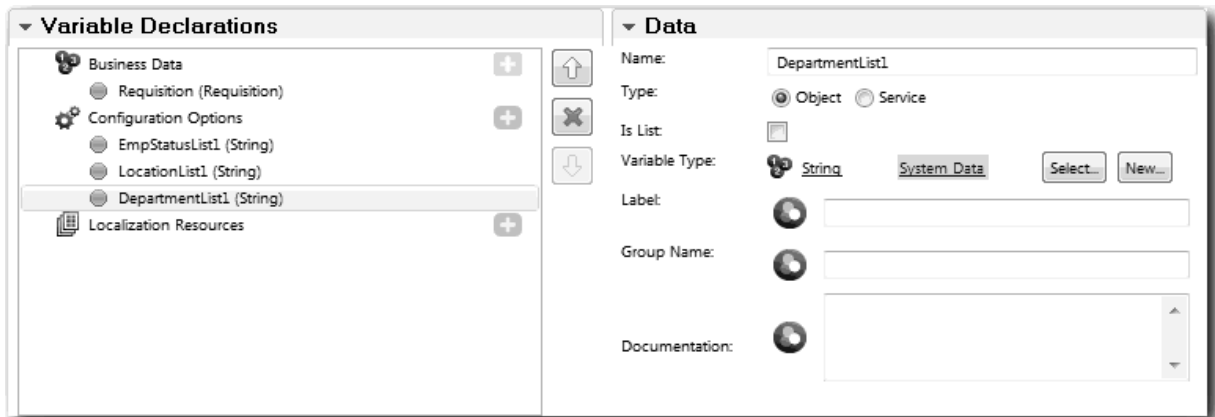 Variable Declarations
Business Data
Requisition (Requisition)
Configuration Options
EmpStatusList1 (String)
LocationList1 (String)
DepartmentList1 (String)
Localization Resources
Data
Name: DepartmentList1
Type: Object Service
Is List:
Variable Type: String System Data Select... New...
Label:
Group Name:
Documentation: